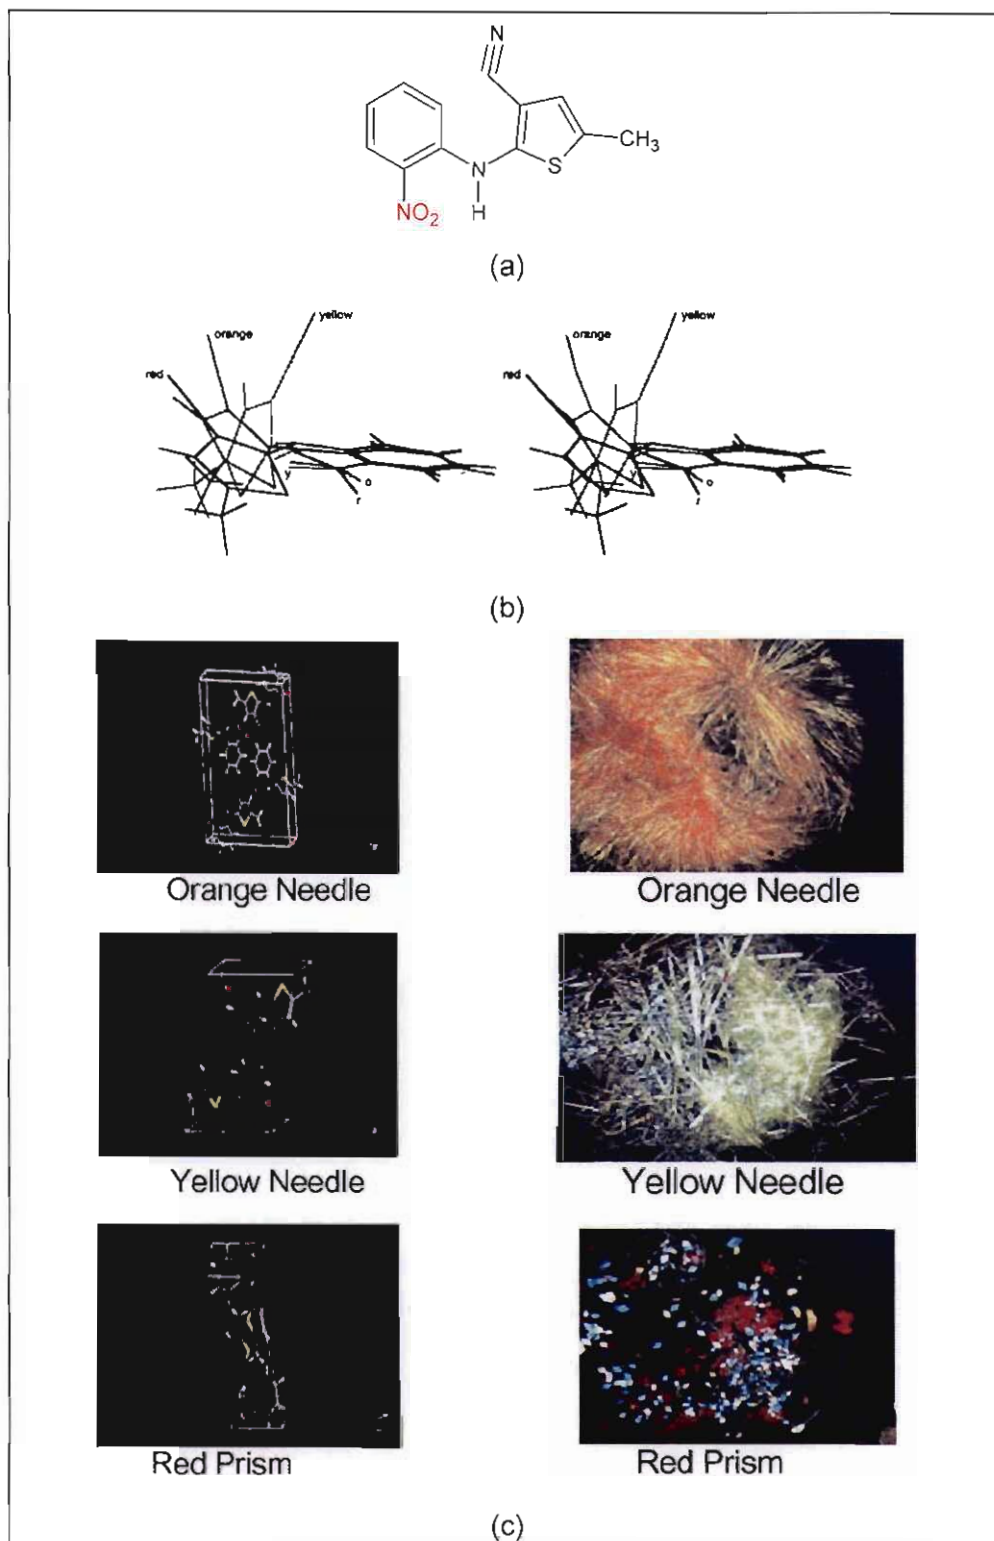 N
CH3
S
N
H
NO2
(a)
yellow
orange
red
y
o
r
yellow
orange
red
y
o
r
(b)
Orange Needle
Orange Needle
Yellow Needle
Yellow Needle
Red Prism
Red Prism
(c)